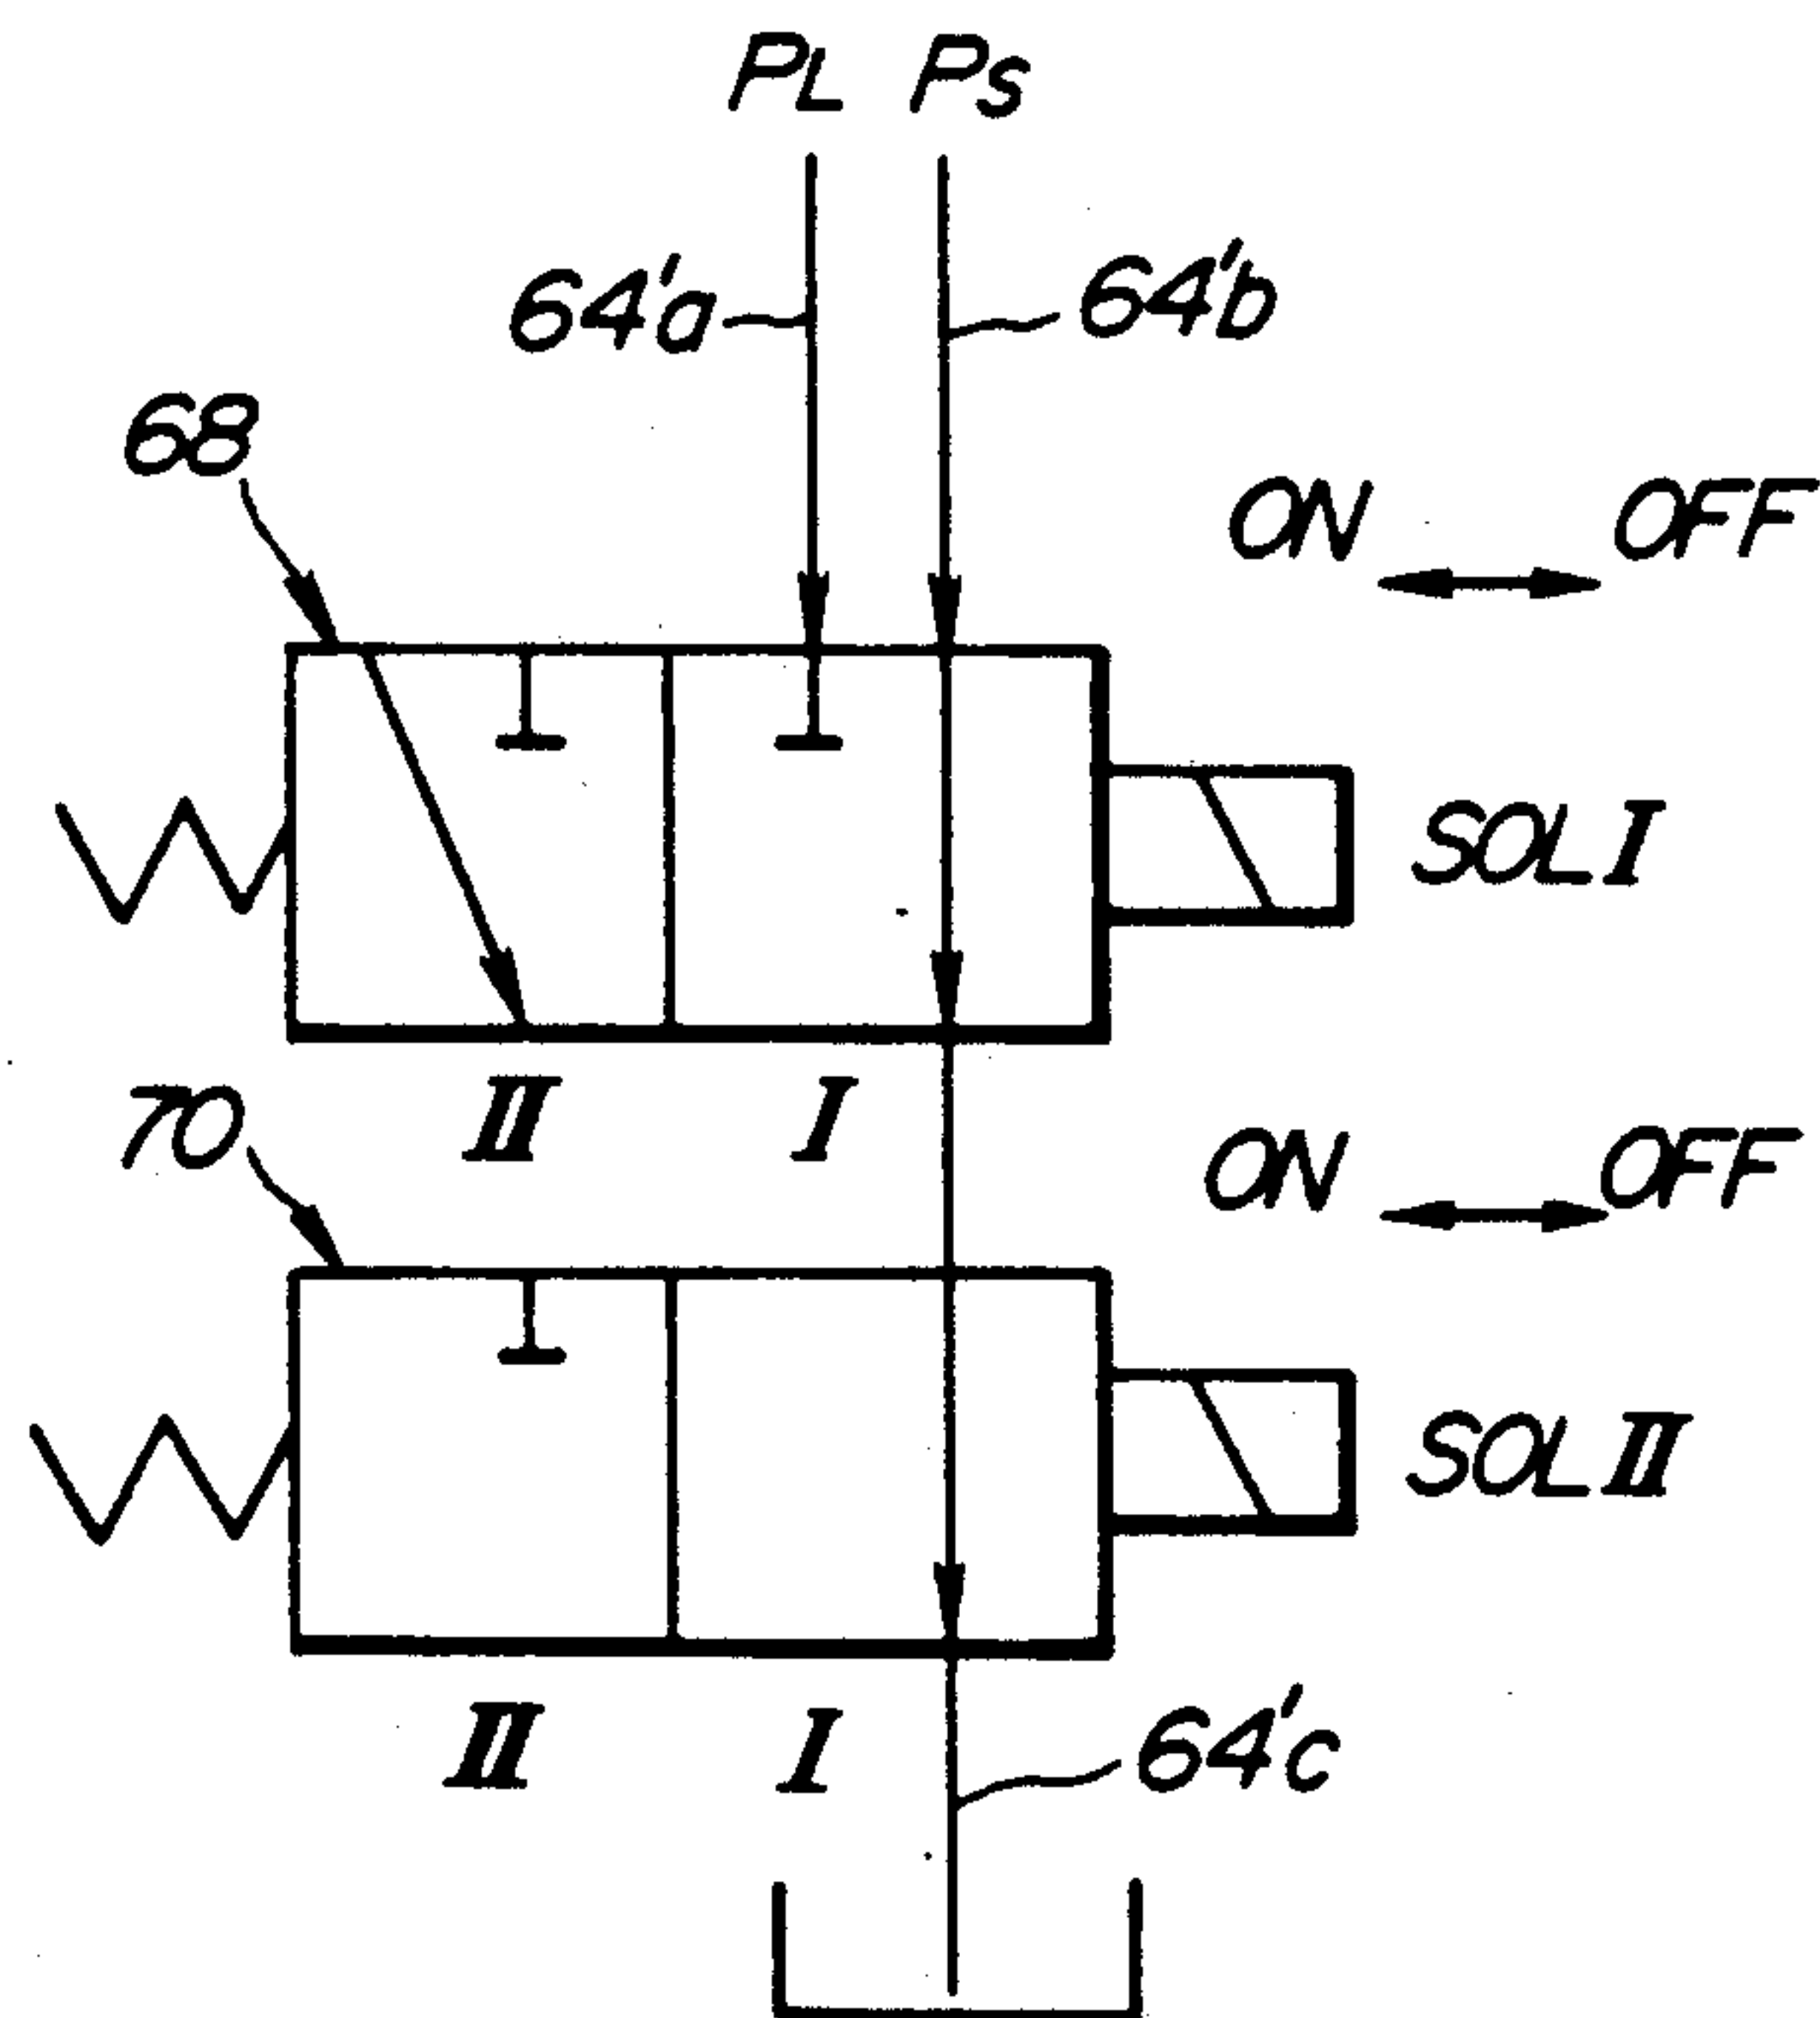 PL PS
64'a 64'b
68
ON OFF
SOL I
II I
70
ON OFF
SOL II
II I
64'c